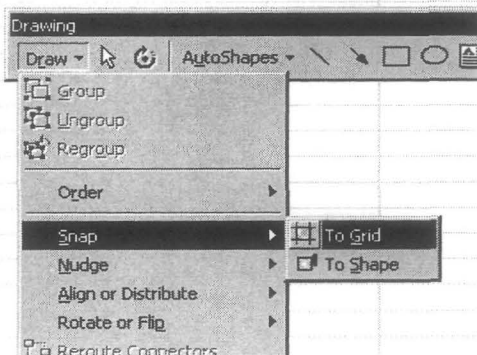 Drawing
Draw AutoShapes
Group
Ungroup
Regroup
Order
Snap To Grid
Nudge To Shape
Align or Distribute
Rotate or Flip
Reroute Connectors